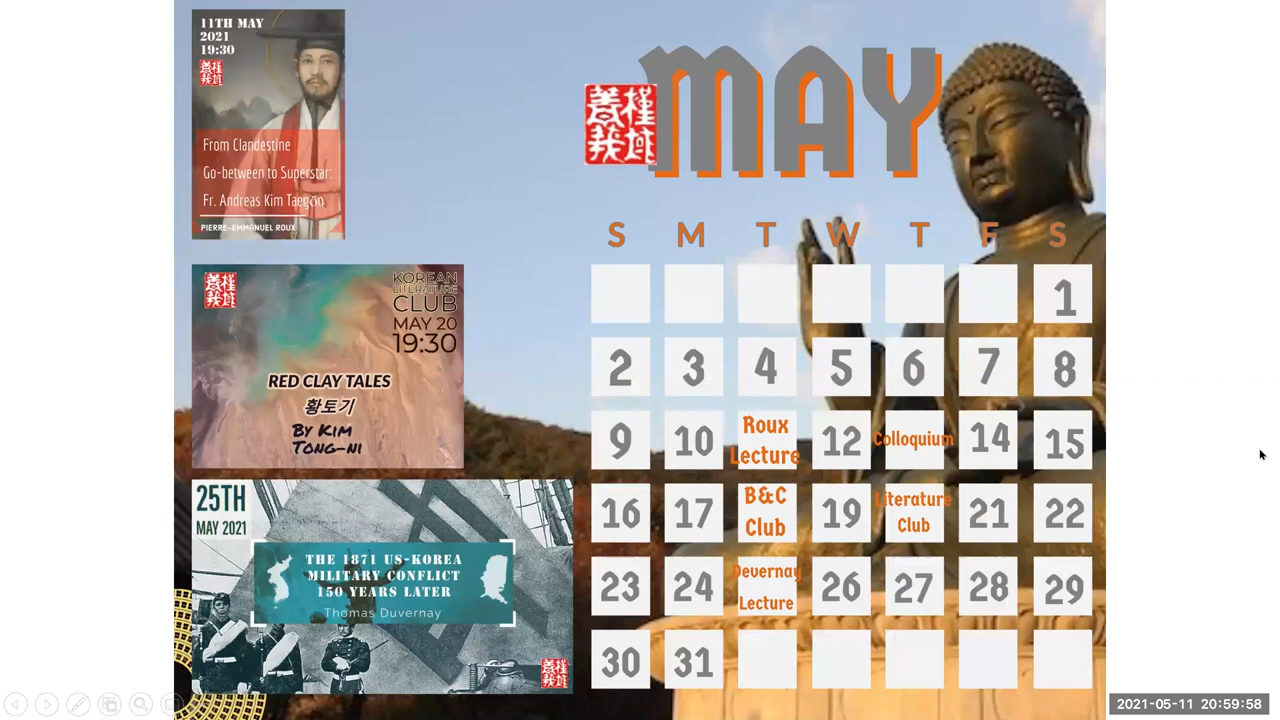 11TH MAY
2021
19:30
From Clandestine
Go-between to Superstar:
Fr. Andreas Kim Taegŏn
PIERRE-EMMANUEL ROUX
KOREAN
LITERATURE
CLUB
MAY 20
19:30
RED CLAY TALES
황토기
BY KIM
TONG-NI
25TH
MAY 2021
THE 1871 US-KOREA
MILITARY CONFLICT
150 YEARS LATER
Thomas Duvernay
MAY
S M T W T F S
1
2 3 4 5 6 7 8
9 10 Roux Lecture 12 Colloquium 14 15
16 17 B&C Club 19 Literature Club 21 22
23 24 Devernay Lecture 26 27 28 29
30 31
2021-05-11 20:59:58